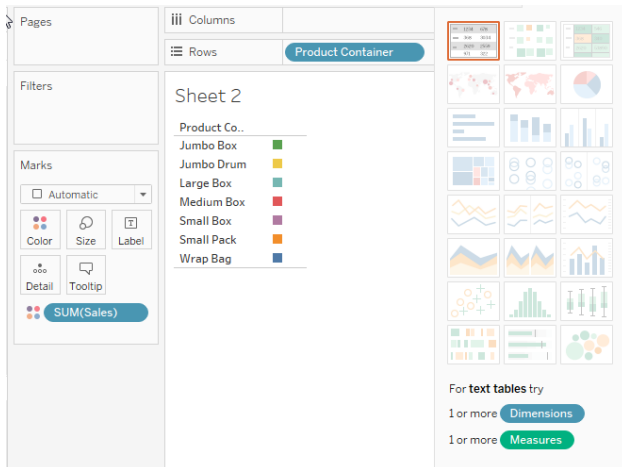 Pages
Columns
Rows
Product Container
Filters
Sheet 2
Product Co..
Jumbo Box
Jumbo Drum
Large Box
Medium Box
Small Box
Small Pack
Wrap Bag
Marks
Automatic
Color
Size
Label
Detail
Tooltip
SUM(Sales)
For text tables try
1 or more Dimensions
1 or more Measures